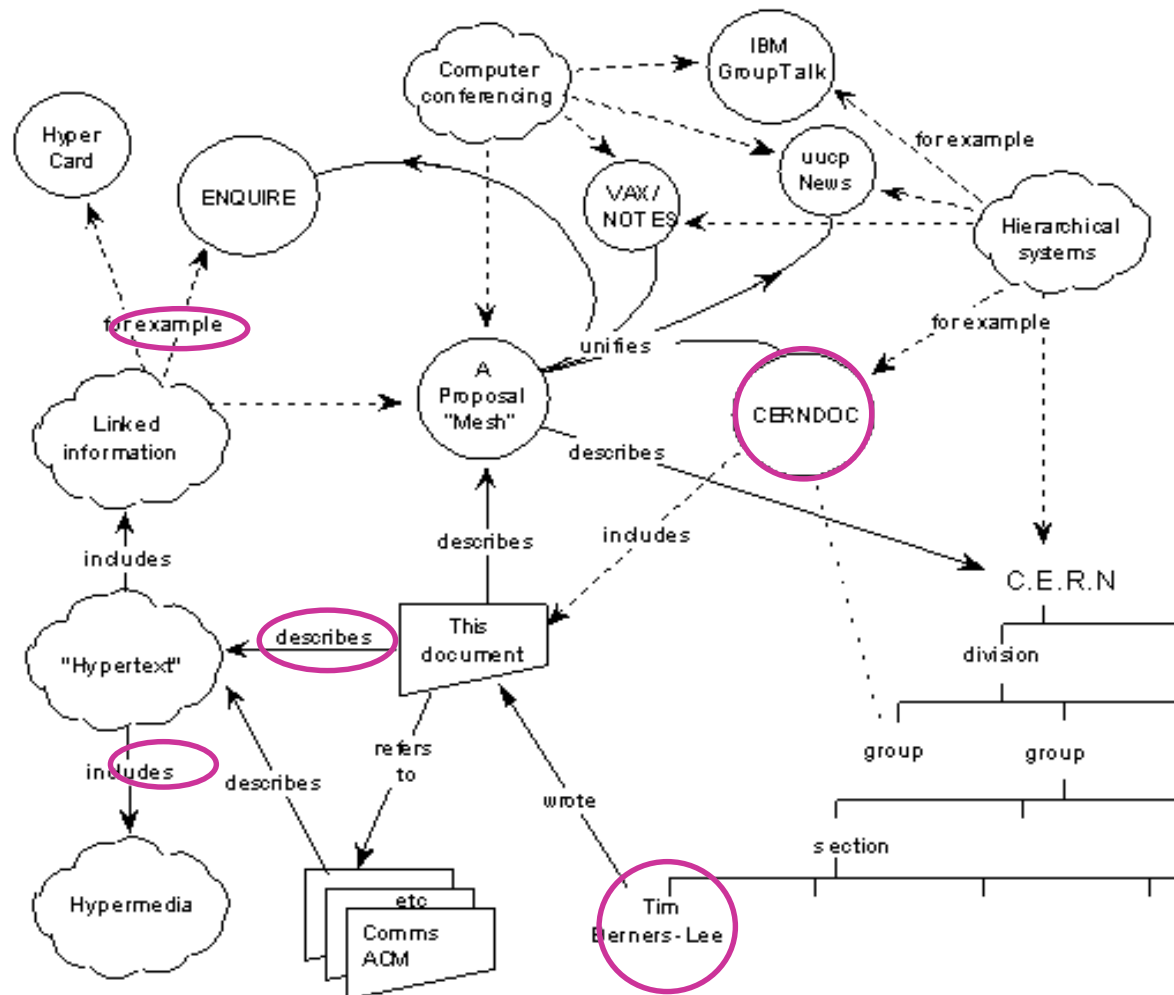 IBM
GroupTalk
Computer
conferencing
Hyper
Card
for example
uucp
News
ENQUIRE
VAX/
NOTES
Hierarchical
systems
for example
for example
unifies
A
Proposal
"Mesh"
Linked
information
CERNDOC
describes
includes
describes
includes
C.E.R.N
This
document
describes
"Hypertext"
division
refers
to
group
group
includes
describes
wrote
section
Hypermedia
etc
Tim
Berners-Lee
Comms
ACM